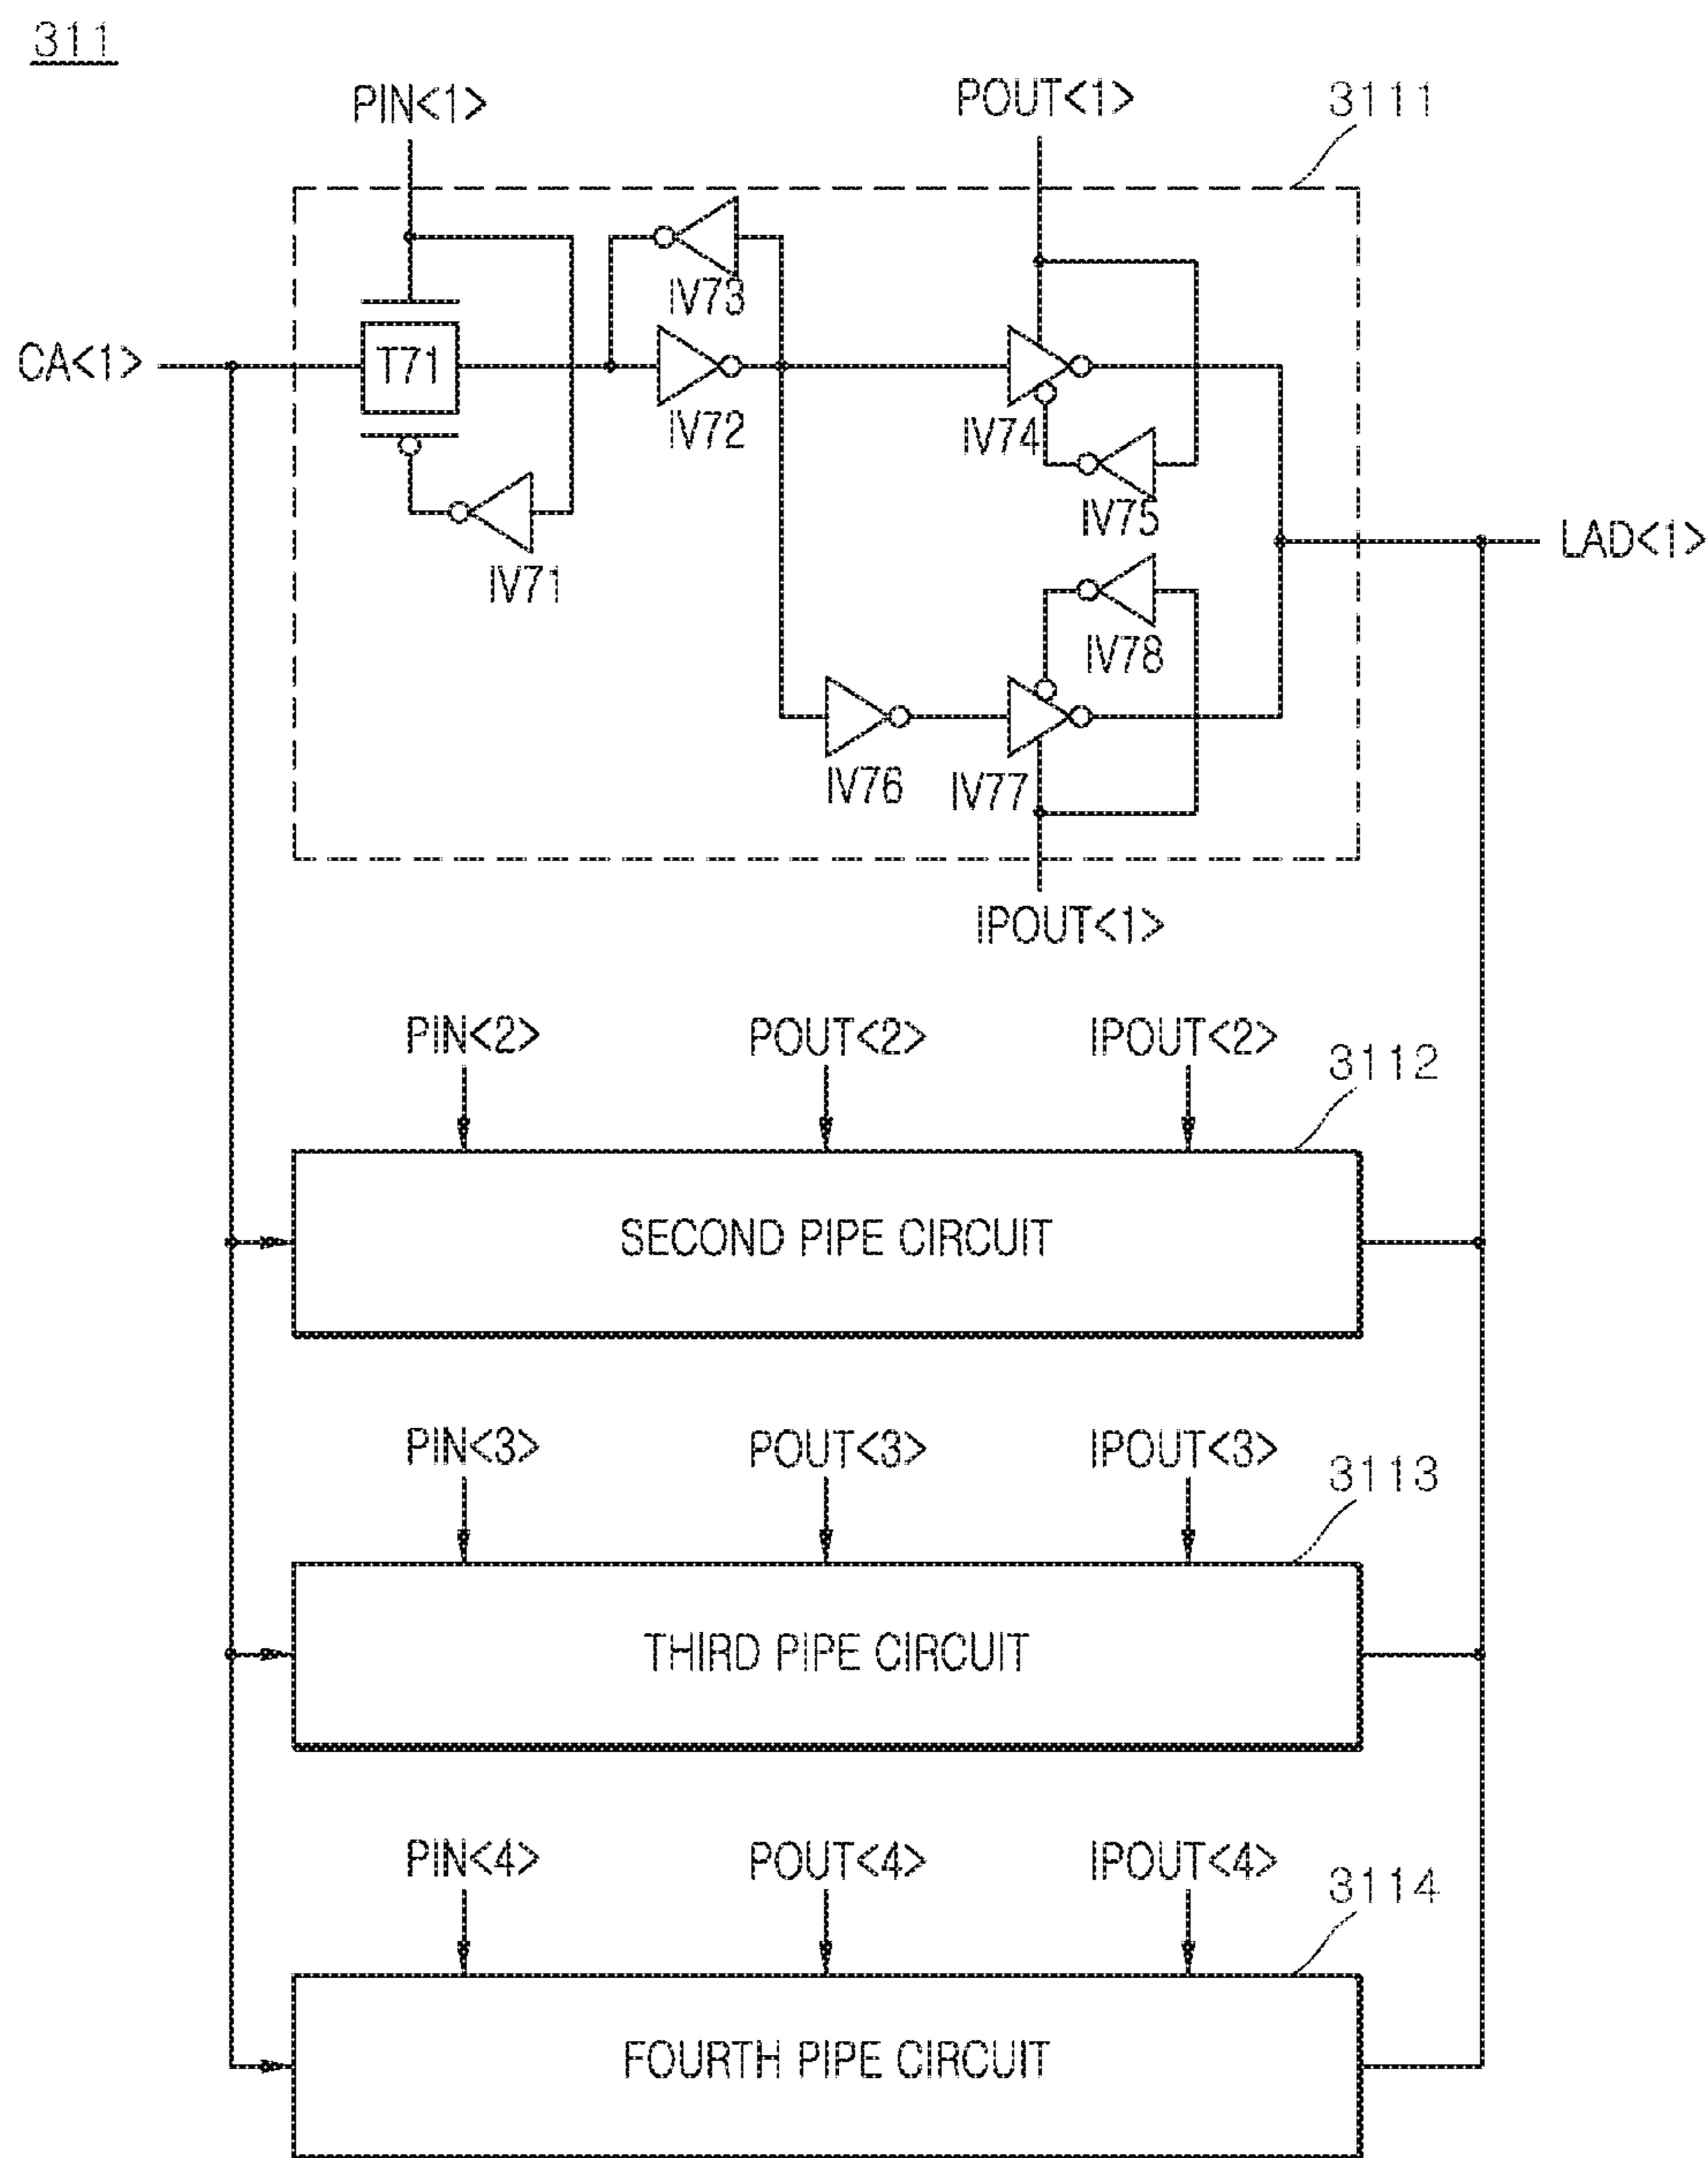 311
PIN<1>
POUT<1>
3111
IV73
CA<1>
T71
IV72
IV74
IV75
LAD<1>
IV71
IV78
IV76
IV77
IPOUT<1>
PIN<2>
POUT<2>
IPOUT<2>
3112
SECOND PIPE CIRCUIT
PIN<3>
POUT<3>
IPOUT<3>
3113
THIRD PIPE CIRCUIT
PIN<4>
POUT<4>
IPOUT<4>
3114
FOURTH PIPE CIRCUIT